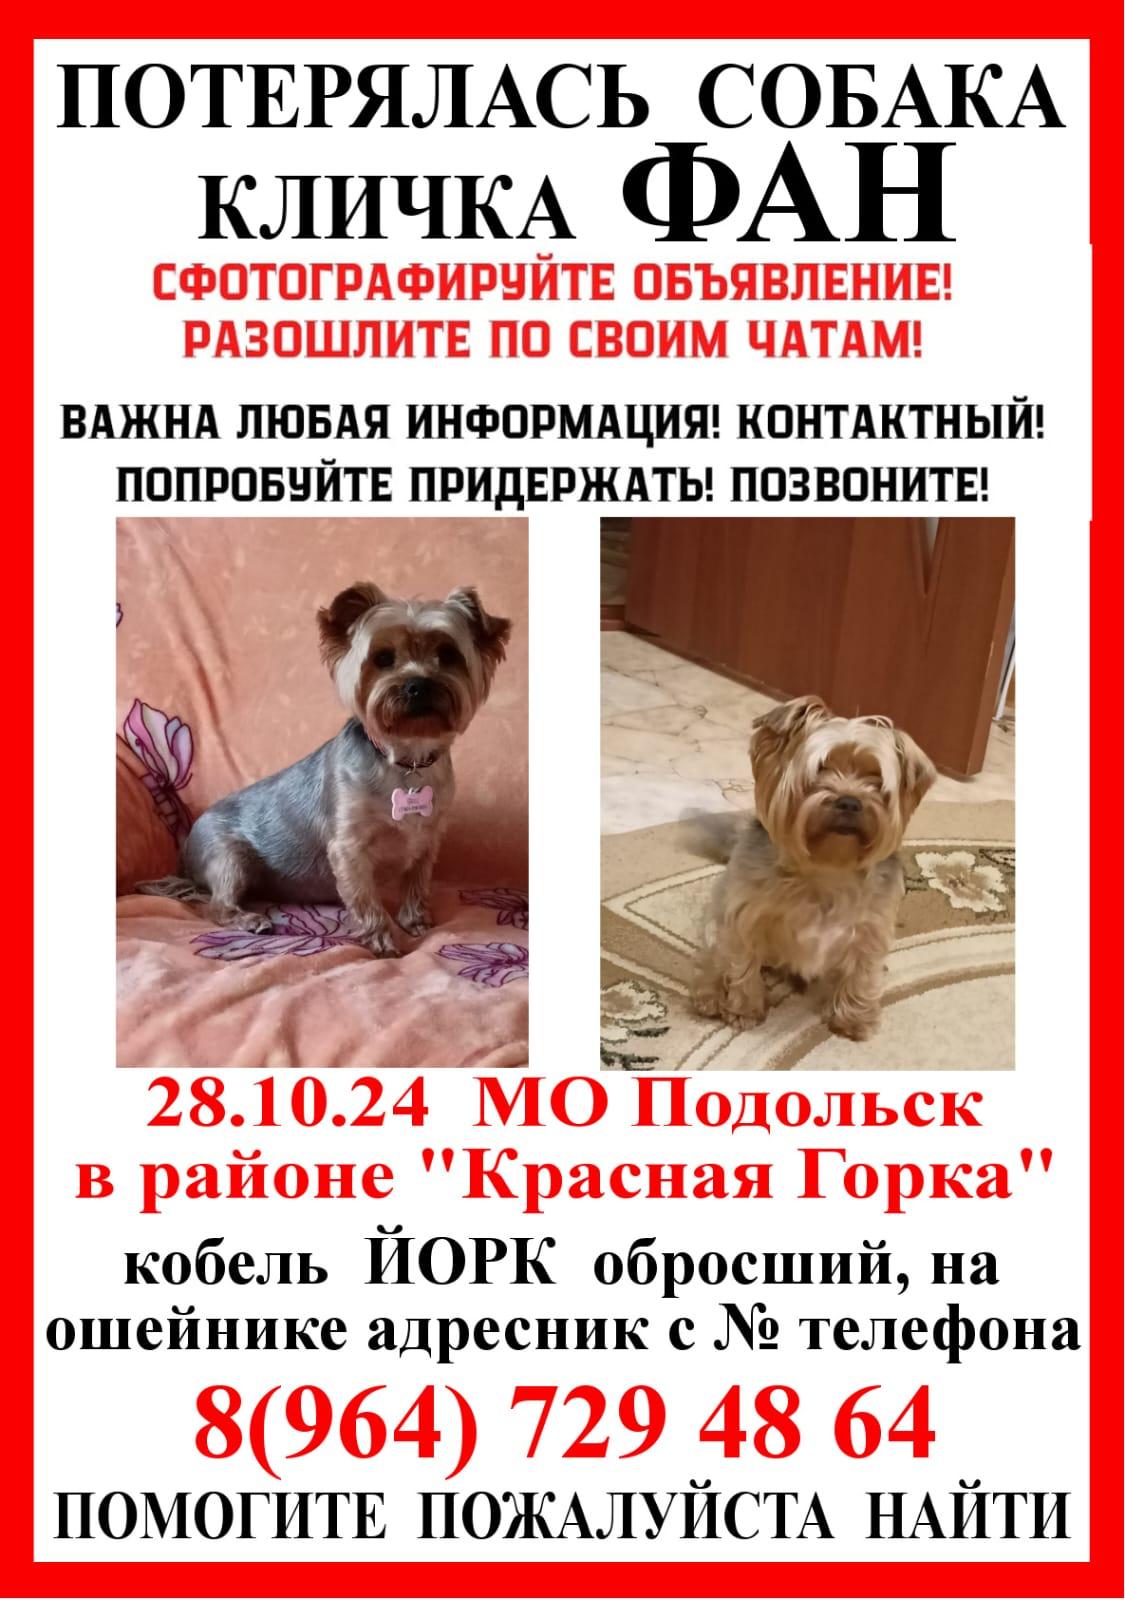 ПОТЕРЯЛАСЬ СОБАКА
КЛИЧКА ФАН
СФОТОГРАФИРУЙТЕ ОБЪЯВЛЕНИЕ!
РАЗОШЛИТЕ ПО СВОИМ ЧАТАМ!
ВАЖНА ЛЮБАЯ ИНФОРМАЦИЯ! КОНТАКТНЫЙ!
ПОПРОБУЙТЕ ПРИДЕРЖАТЬ! ПОЗВОНИТЕ!
28.10.24 МО Подольск
в районе "Красная Горка"
кобель ЙОРК обросший, на
ошейнике адресник с № телефона
8(964) 729 48 64
ПОМОГИТЕ ПОЖАЛУЙСТА НАЙТИ